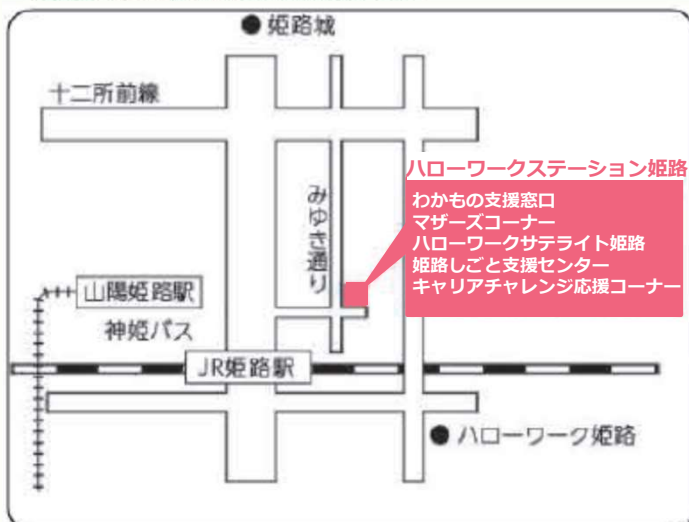 姫路城
十二所前線
ハローワークステーション姫路
わかもの支援窓口
マザーズコーナー
ハローワークサテライト姫路
姫路しごと支援センター
キャリアチャレンジ応援コーナー
みゆき通り
山陽姫路駅
神姫バス
JR姫路駅
ハローワーク姫路